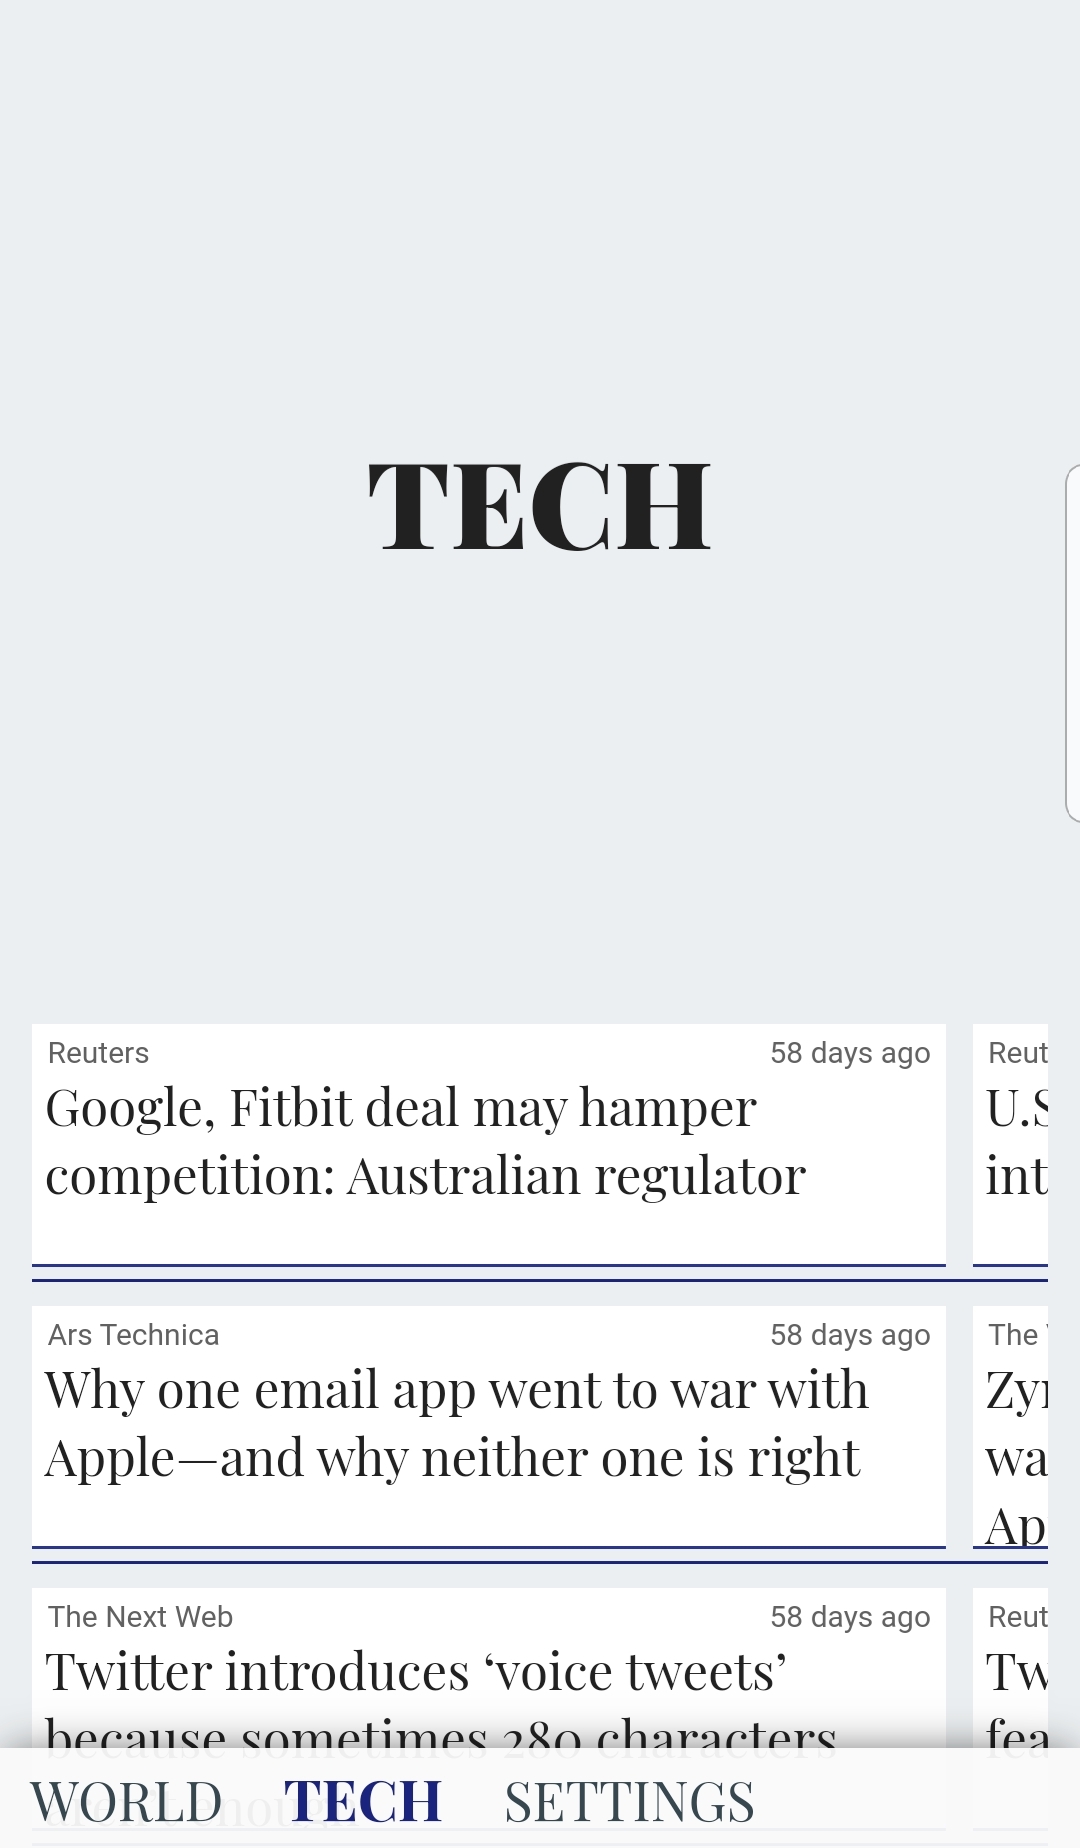 TECH
Reuters 58 days ago
Google, Fitbit deal may hamper
competition: Australian regulator
Reut
U.S
int
Ars Technica 58 days ago
Why one email app went to war with
Apple—and why neither one is right
The
Zyn
wa
Ap
The Next Web 58 days ago
Twitter introduces ‘voice tweets’
because sometimes 280 characters
aren't enough
Reut
Tw
fea
WORLD TECH SETTINGS